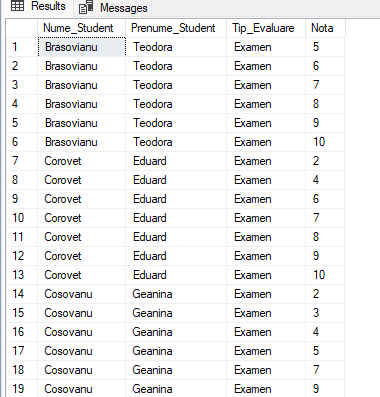 Results Messages
Nume_Student Prenume_Student Tip_Evaluare Nota
1 Brasovianu Teodora Examen 5
2 Brasovianu Teodora Examen 6
3 Brasovianu Teodora Examen 7
4 Brasovianu Teodora Examen 8
5 Brasovianu Teodora Examen 9
6 Brasovianu Teodora Examen 10
7 Corovet Eduard Examen 2
8 Corovet Eduard Examen 4
9 Corovet Eduard Examen 6
10 Corovet Eduard Examen 7
11 Corovet Eduard Examen 8
12 Corovet Eduard Examen 9
13 Corovet Eduard Examen 10
14 Cosovanu Geanina Examen 2
15 Cosovanu Geanina Examen 3
16 Cosovanu Geanina Examen 4
17 Cosovanu Geanina Examen 5
18 Cosovanu Geanina Examen 7
19 Cosovanu Geanina Examen 9